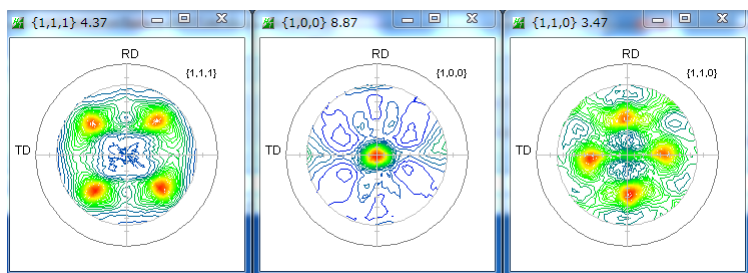 {1,1,1} 4.37
RD
{1,1,1}
TD
{1,0,0} 8.87
RD
{1,0,0}
TD
{1,1,0} 3.47
RD
{1,1,0}
TD